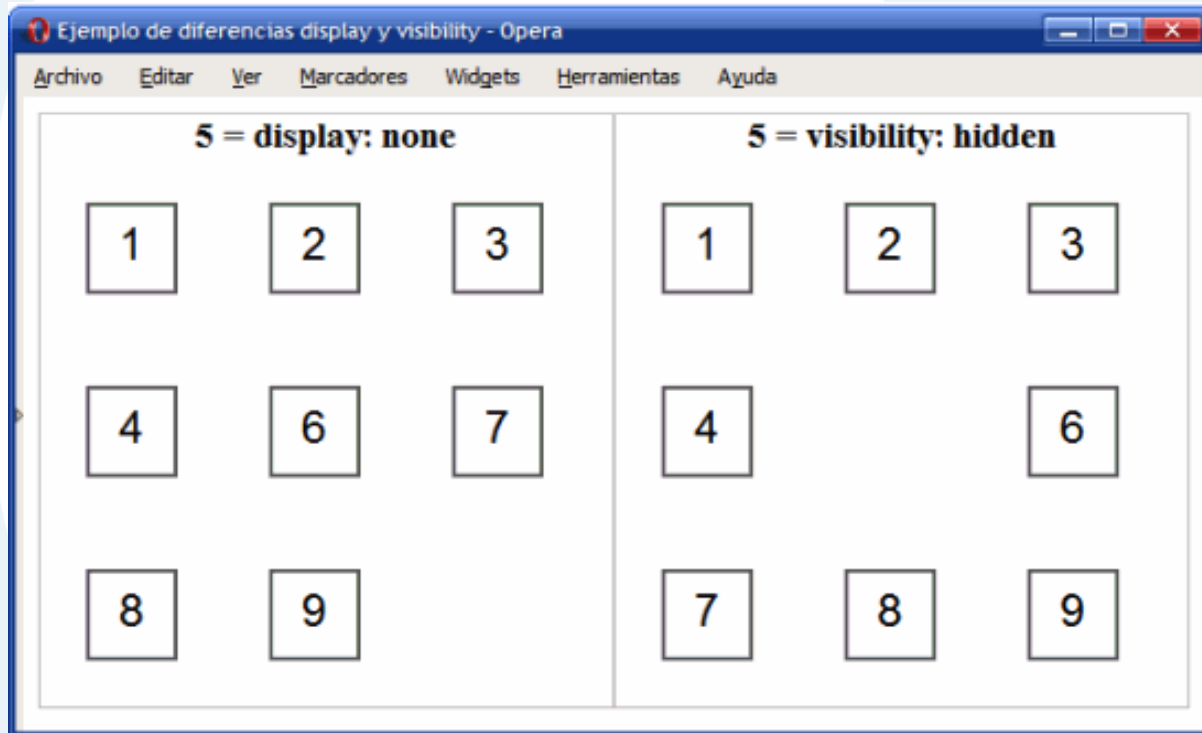 Ejemplo de diferencias display y visibility - Opera
Archivo Editar Ver Marcadores Widgets Herramientas Ayuda
5 = display: none
1 2 3
4 6 7
8 9
5 = visibility: hidden
1 2 3
4 6
7 8 9